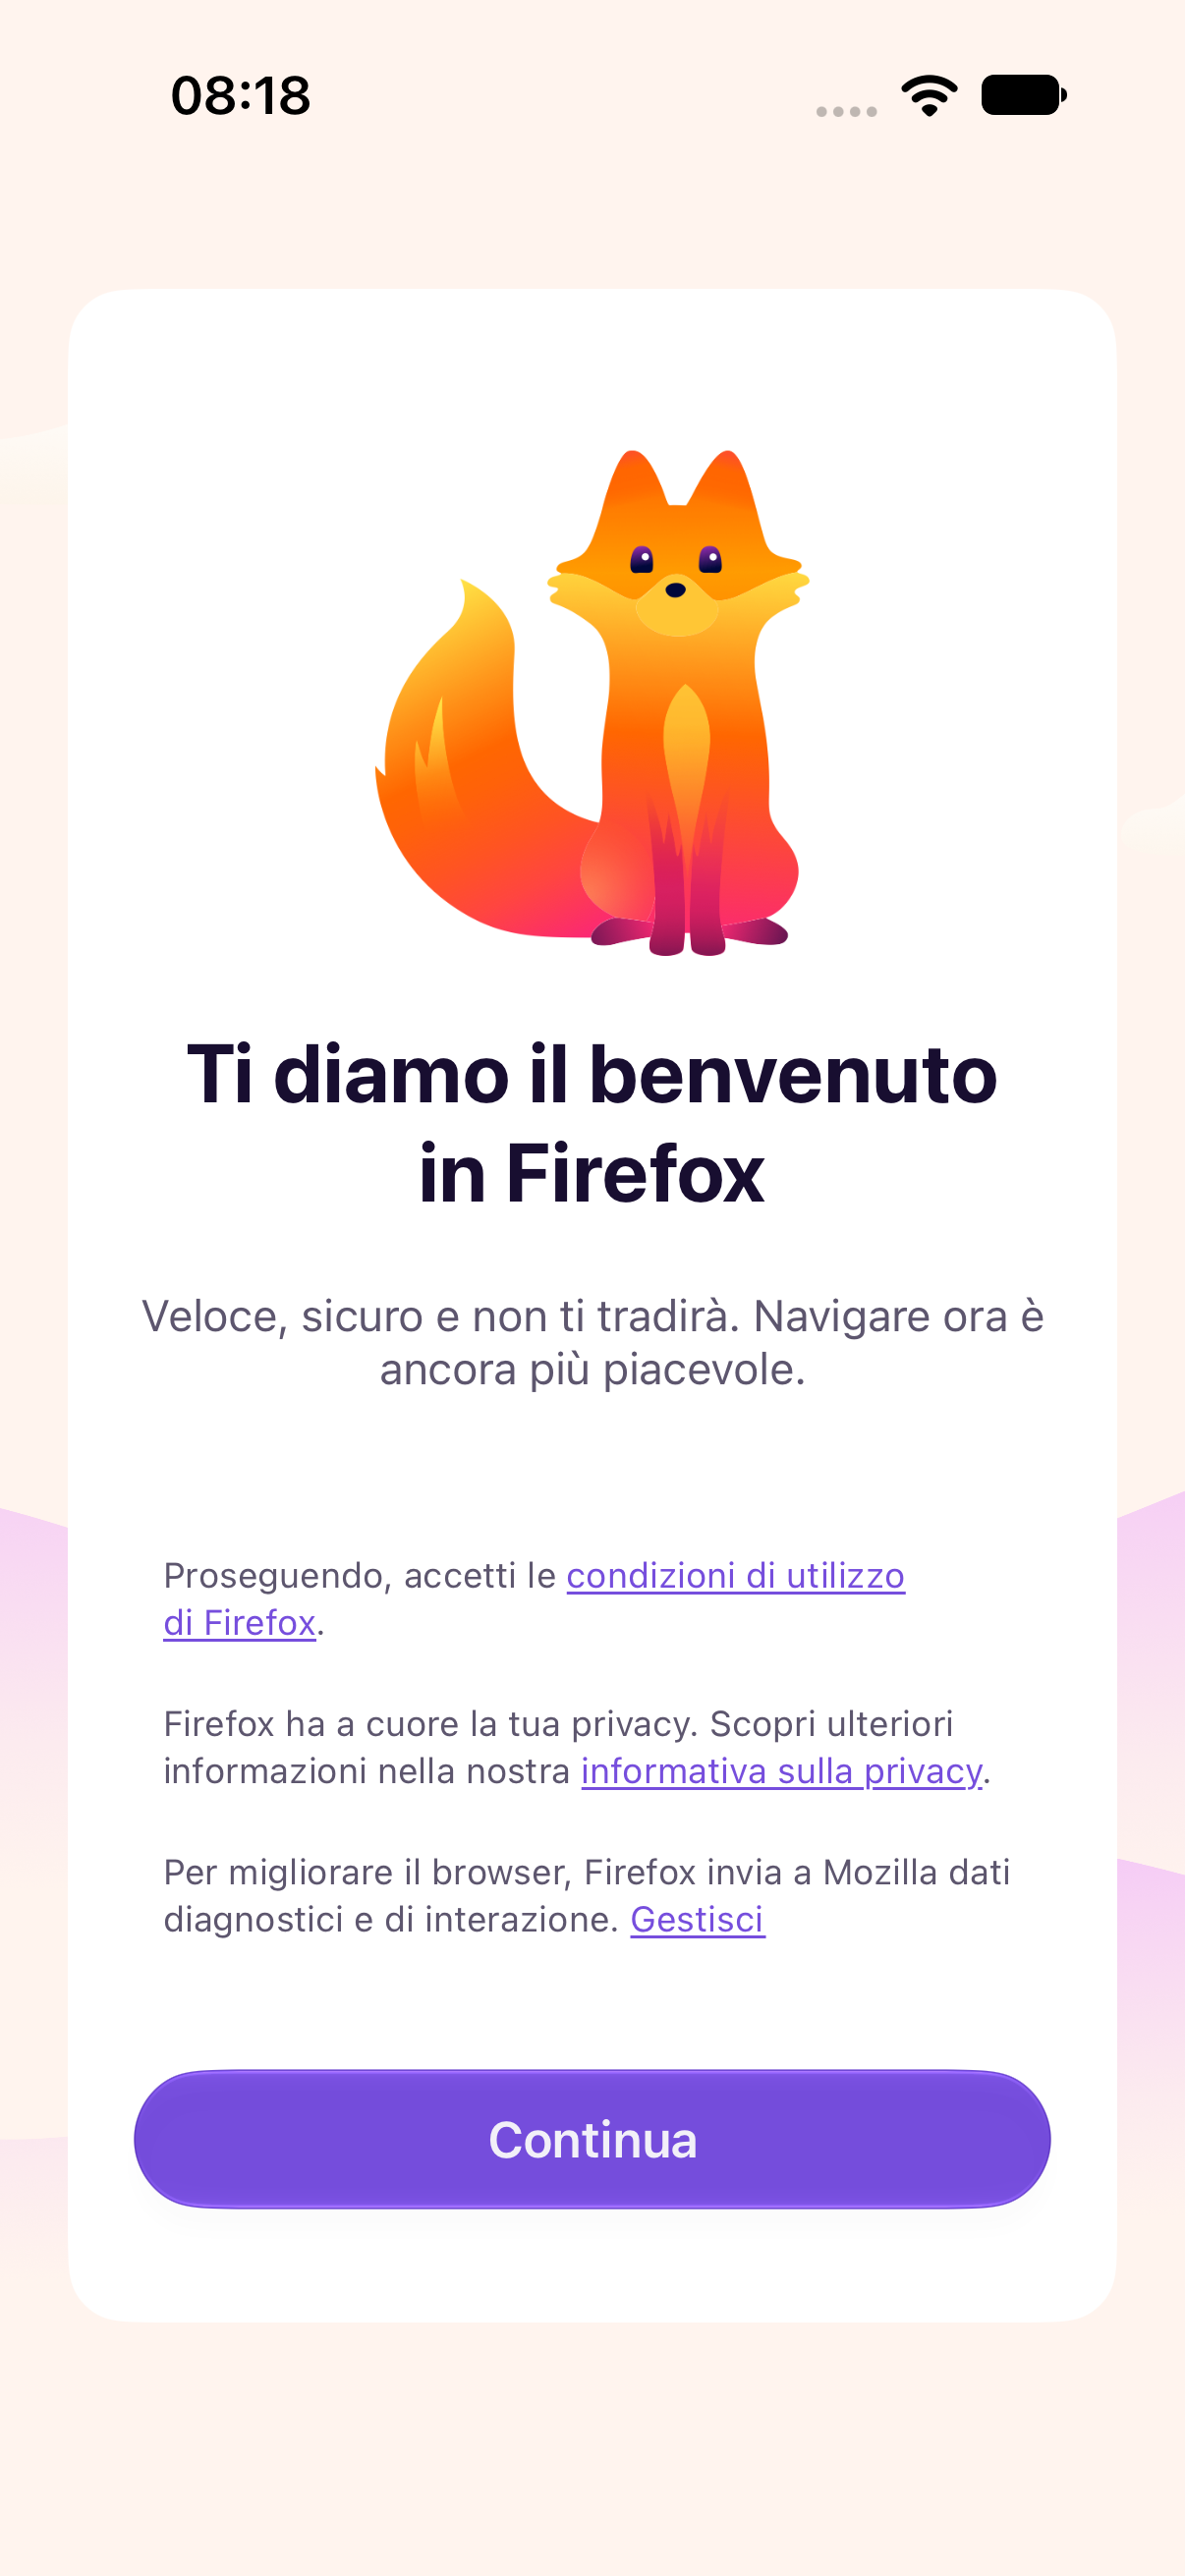 08:18
Ti diamo il benvenuto
in Firefox
Veloce, sicuro e non ti tradirà. Navigare ora è
ancora più piacevole.
Proseguendo, accetti le condizioni di utilizzo
di Firefox.
Firefox ha a cuore la tua privacy. Scopri ulteriori
informazioni nella nostra informativa sulla privacy.
Per migliorare il browser, Firefox invia a Mozilla dati
diagnostici e di interazione. Gestisci
Continua